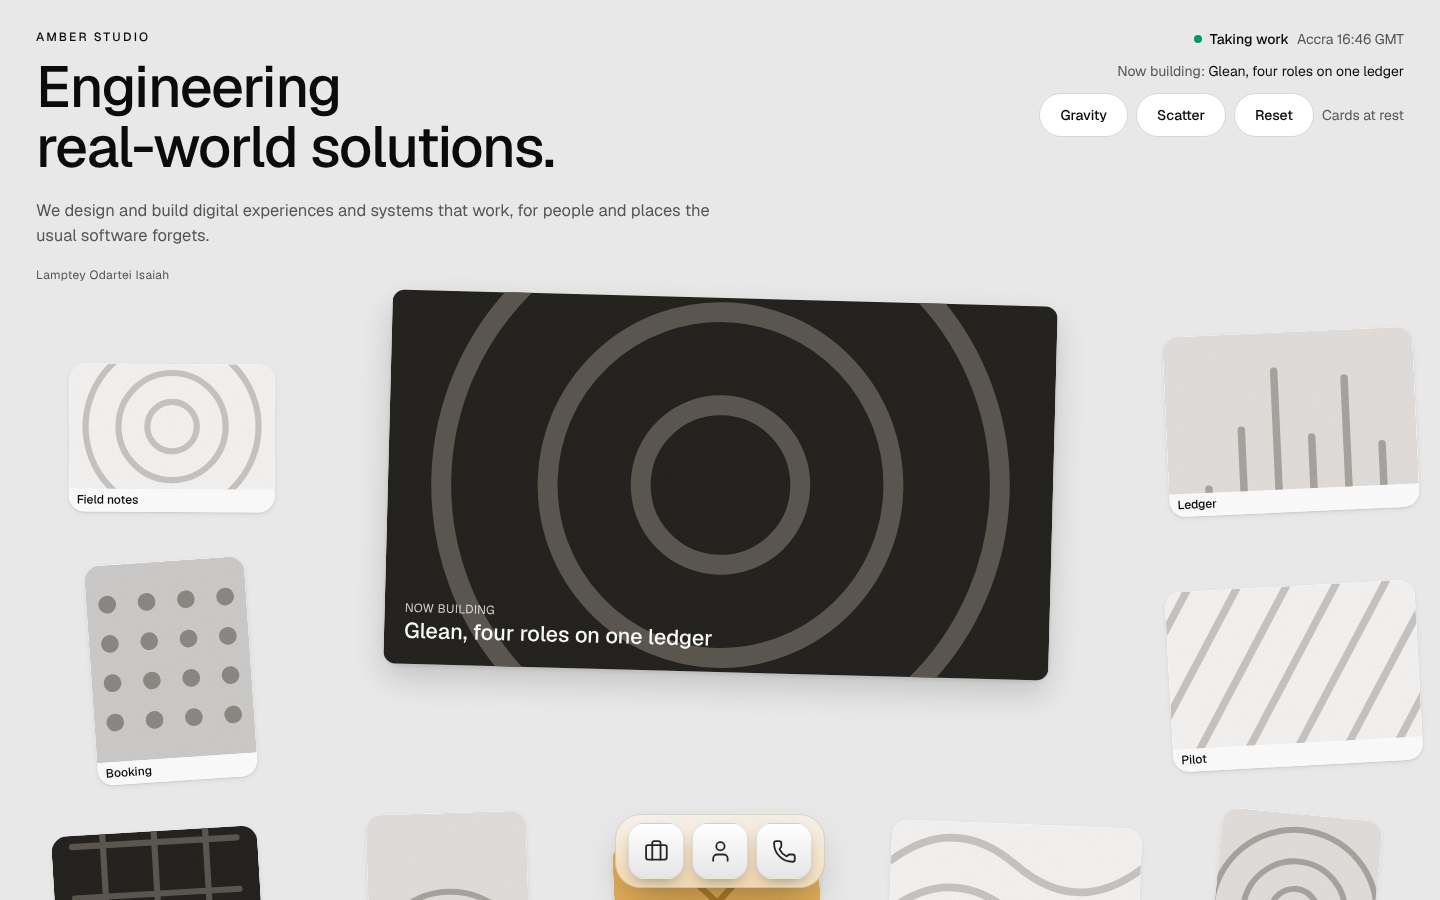 AMBER STUDIO
Engineering
real-world solutions.
We design and build digital experiences and systems that work, for people and places the
usual software forgets.
Lamptey Odartei Isaiah
Taking work Accra 16:46 GMT
Now building: Glean, four roles on one ledger
Gravity Scatter Reset Cards at rest
Field notes
NOW BUILDING
Glean, four roles on one ledger
Ledger
Booking
Pilot